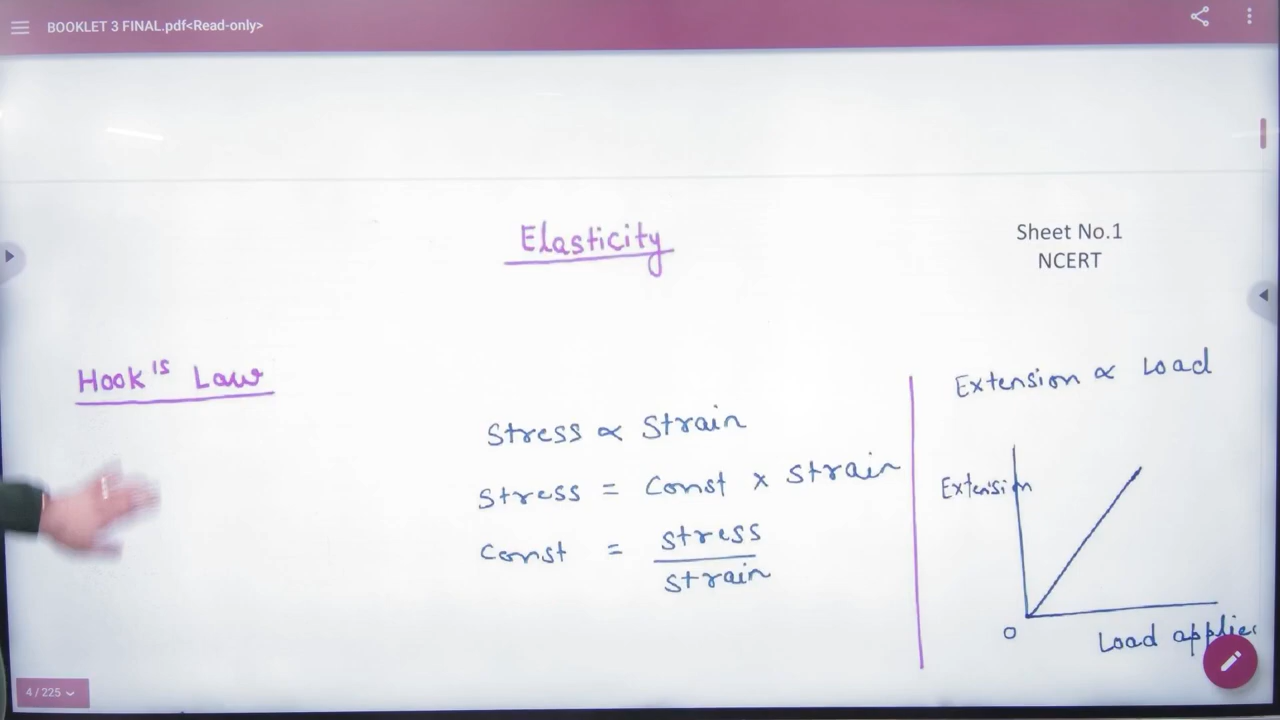 BOOKLET 3 FINAL.pdf<Read-only>
Elasticity
Sheet No.1
NCERT
Hook's Law
Stress ∝ Strain
Stress = Const x Strain
Const = Stress
Strain
Extension ∝ Load
Extension
O
Load applied
4 / 225